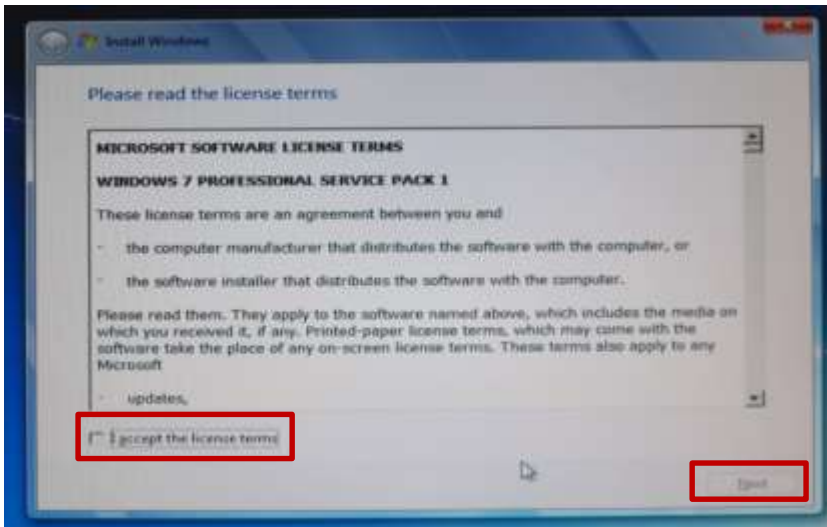 Install Windows
Please read the license terms
MICROSOFT SOFTWARE LICENSE TERMS
WINDOWS 7 PROFESSIONAL SERVICE PACK 1
These license terms are an agreement between you and
- the computer manufacturer that distributes the software with the computer, or
- the software installer that distributes the software with the computer.
Please read them. They apply to the software named above, which includes the media on
which you received it, if any. Printed-paper license terms, which may come with the
software take the place of any on-screen license terms. These terms also apply to any
Microsoft
- updates,
I accept the license terms
Next